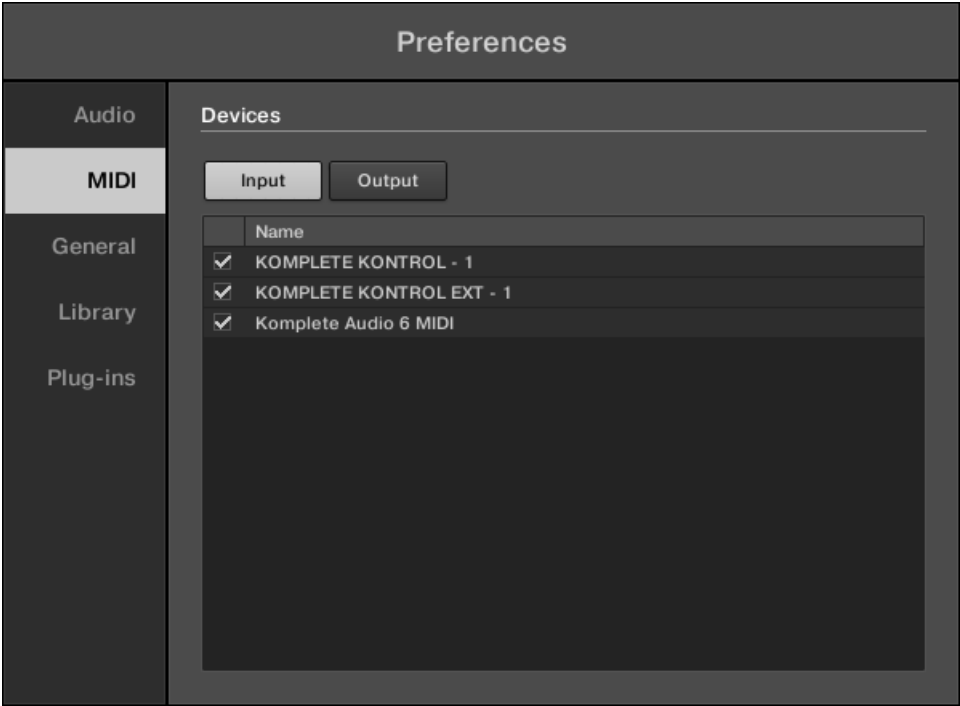 Preferences
Audio
MIDI
General
Library
Plug-ins
Devices
Input Output
Name
KOMPLETE KONTROL - 1
KOMPLETE KONTROL EXT - 1
Komplete Audio 6 MIDI